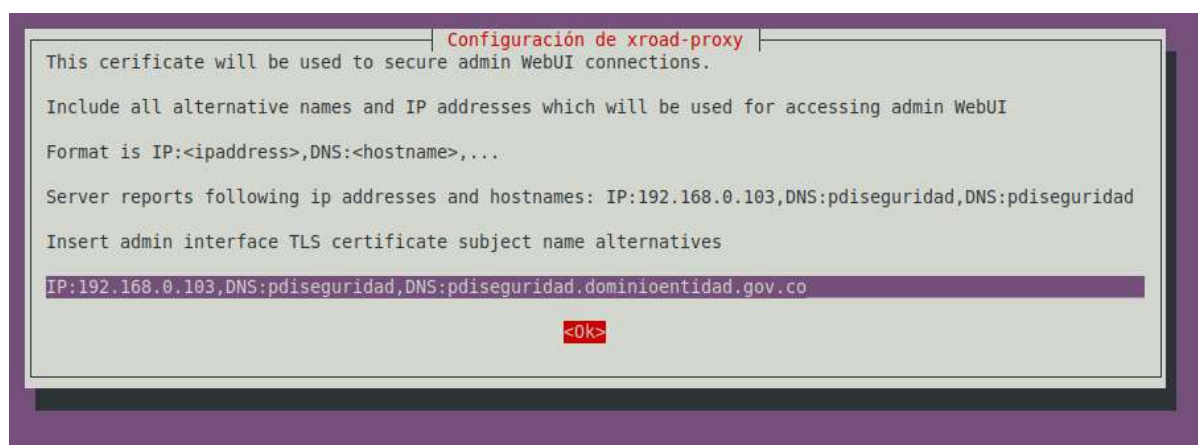 Configuración de xroad-proxy
This cerificate will be used to secure admin WebUI connections.
Include all alternative names and IP addresses which will be used for accessing admin WebUI
Format is IP:<ipaddress>,DNS:<hostname>,...
Server reports following ip addresses and hostnames: IP:192.168.0.103,DNS:pdiseguridad,DNS:pdiseguridad
Insert admin interface TLS certificate subject name alternatives
IP:192.168.0.103,DNS:pdiseguridad,DNS:pdiseguridad.dominioentidad.gov.co
<Ok>